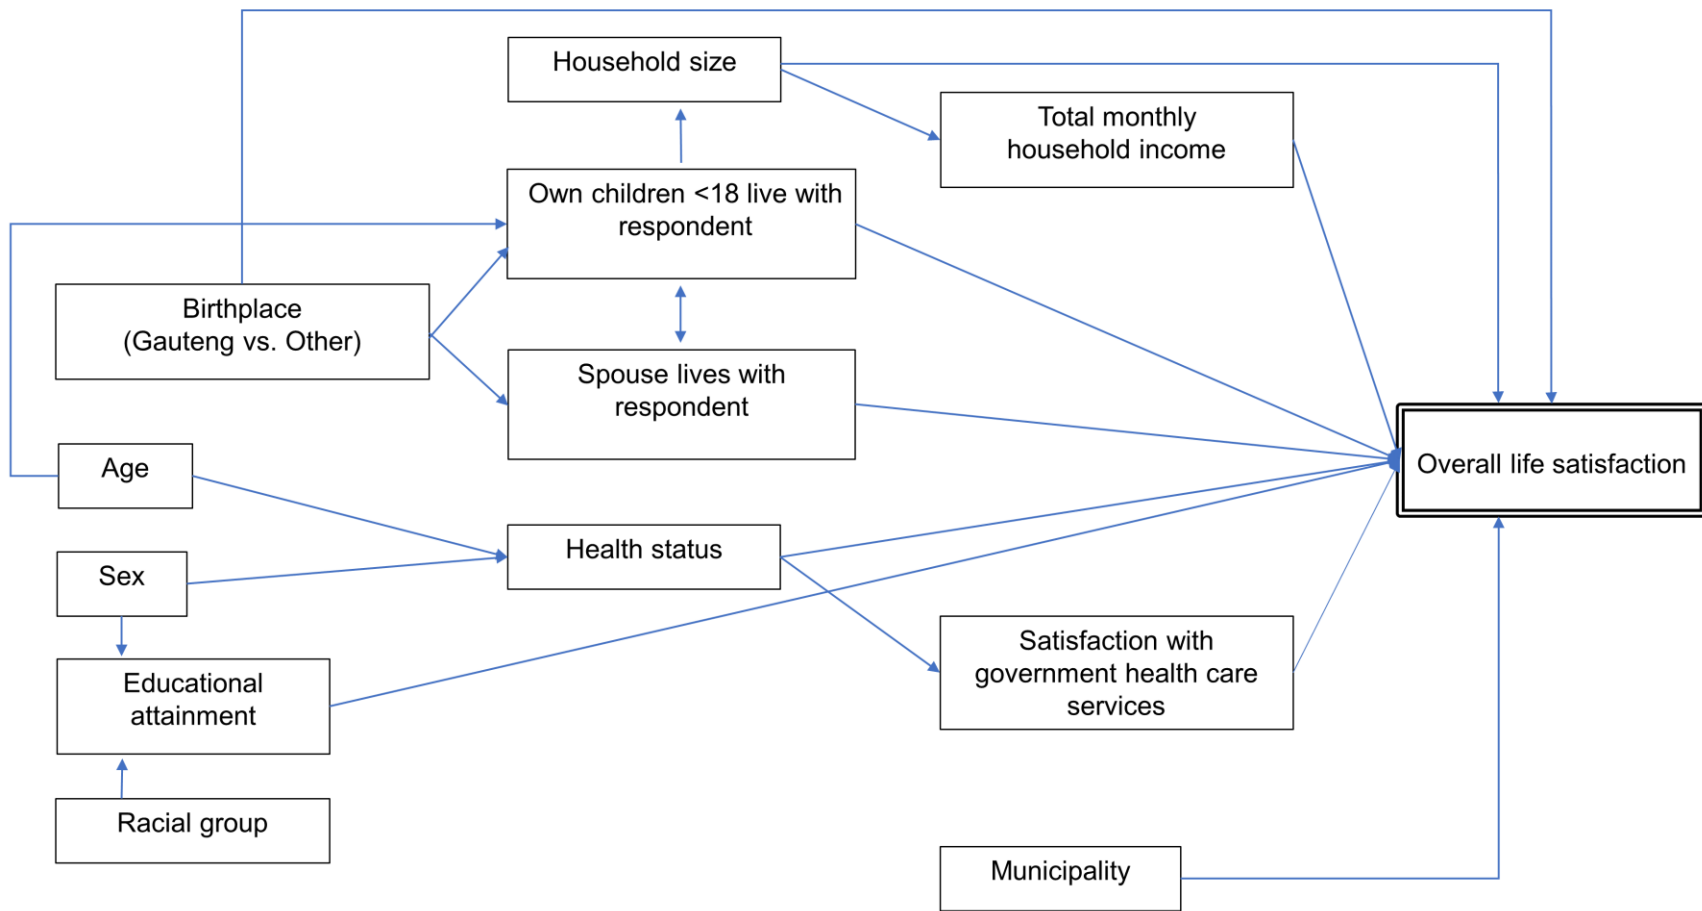 Household size
Total monthly
household income
Own children <18 live with
respondent
Birthplace
(Gauteng vs. Other)
Spouse lives with
respondent
Overall life satisfaction
Age
Health status
Sex
Satisfaction with
government health care
services
Educational
attainment
Racial group
Municipality